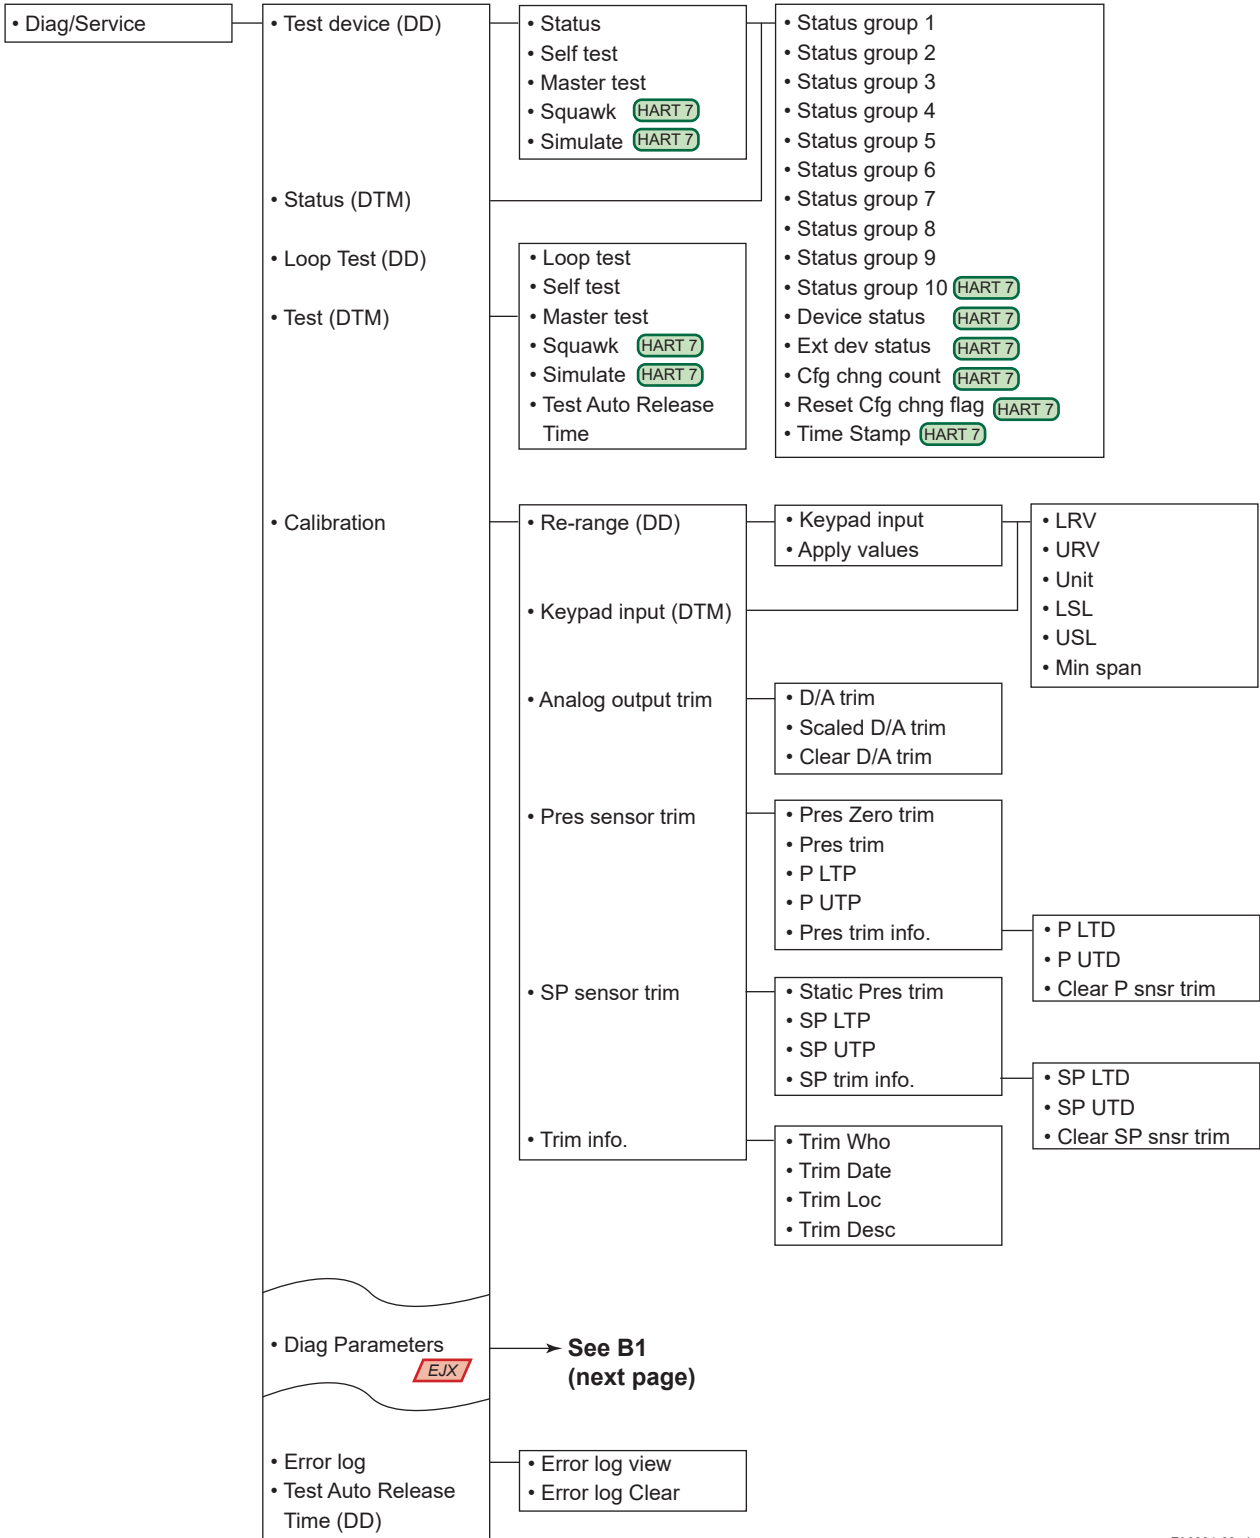 • Diag/Service
• Test device (DD)
• Status (DTM)
• Loop Test (DD)
• Test (DTM)
• Calibration
• Diag Parameters
EJX
• Error log
• Test Auto Release
Time (DD)
• Status
• Self test
• Master test
• Squawk HART 7
• Simulate HART 7
• Status group 1
• Status group 2
• Status group 3
• Status group 4
• Status group 5
• Status group 6
• Status group 7
• Status group 8
• Status group 9
• Status group 10 HART 7
• Device status HART 7
• Ext dev status HART 7
• Cfg chng count HART 7
• Reset Cfg chng flag HART 7
• Time Stamp HART 7
• Loop test
• Self test
• Master test
• Squawk HART 7
• Simulate HART 7
• Test Auto Release
Time
• Re-range (DD)
• Keypad input (DTM)
• Analog output trim
• Pres sensor trim
• SP sensor trim
• Trim info.
• Keypad input
• Apply values
• LRV
• URV
• Unit
• LSL
• USL
• Min span
• D/A trim
• Scaled D/A trim
• Clear D/A trim
• Pres Zero trim
• Pres trim
• P LTP
• P UTP
• Pres trim info.
• P LTD
• P UTD
• Clear P snsr trim
• Static Pres trim
• SP LTP
• SP UTP
• SP trim info.
• SP LTD
• SP UTD
• Clear SP snsr trim
• Trim Who
• Trim Date
• Trim Loc
• Trim Desc
See B1
(next page)
• Error log view
• Error log Clear